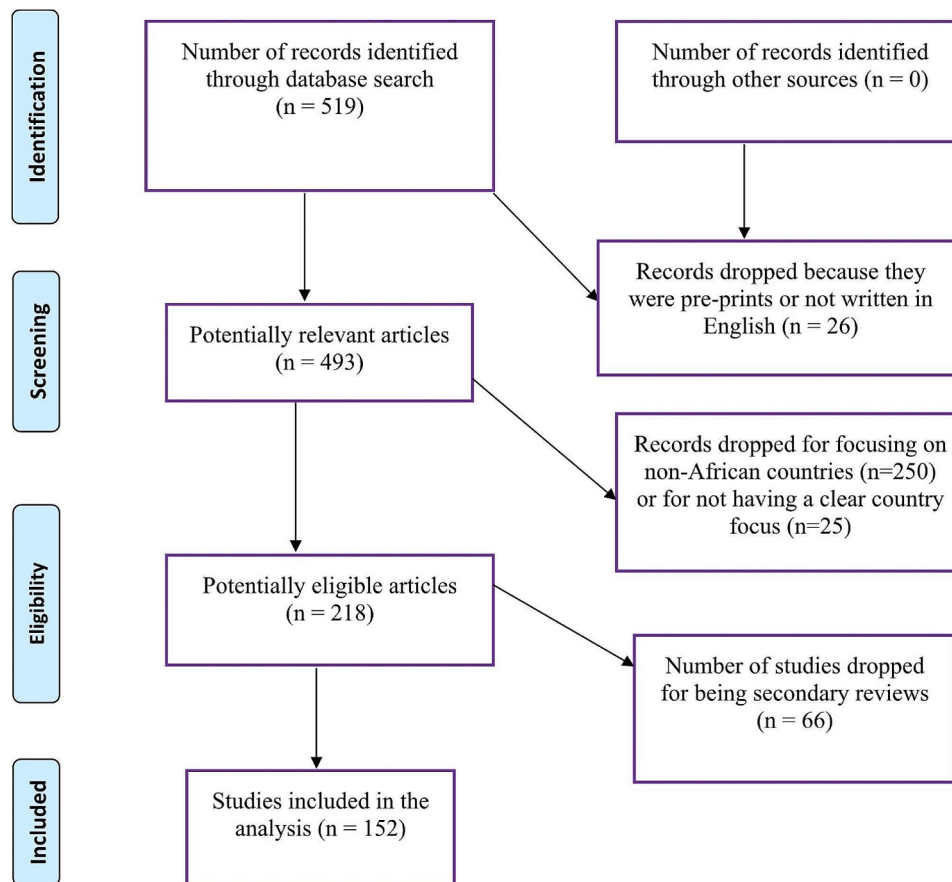 Identification
Number of records identified
through database search
(n = 519)
Number of records identified
through other sources (n = 0)
Records dropped because they
were pre-prints or not written in
English (n = 26)
Screening
Potentially relevant articles
(n = 493)
Records dropped for focusing on
non-African countries (n=250)
or for not having a clear country
focus (n=25)
Eligibility
Potentially eligible articles
(n = 218)
Number of studies dropped
for being secondary reviews
(n = 66)
Included
Studies included in the
analysis (n = 152)